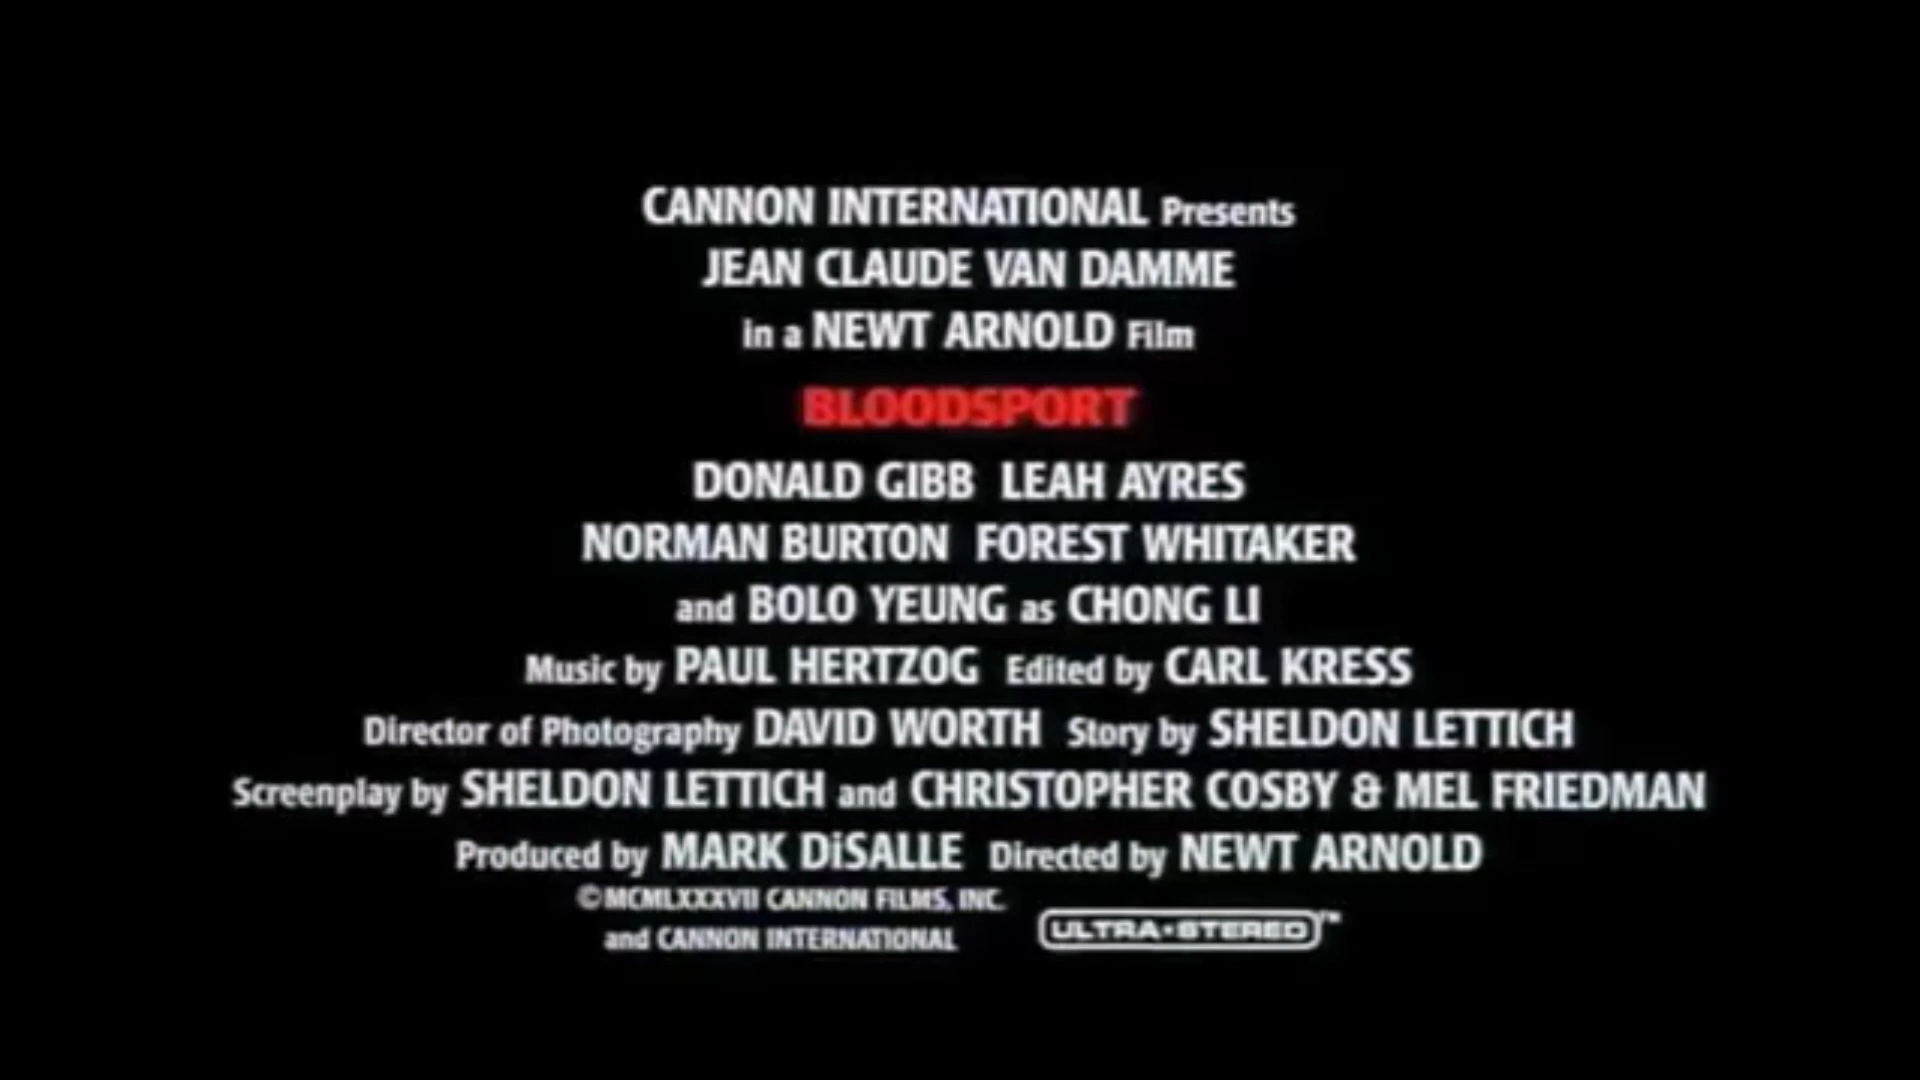 CANNON INTERNATIONAL Presents
JEAN CLAUDE VAN DAMME
in a NEWT ARNOLD Film
BLOODSPORT
DONALD GIBB LEAH AYRES
NORMAN BURTON FOREST WHITAKER
and BOLO YEUNG as CHONG LI
Music by PAUL HERTZOG Edited by CARL KRESS
Director of Photography DAVID WORTH Story by SHELDON LETTICH
Screenplay by SHELDON LETTICH and CHRISTOPHER COSBY & MEL FRIEDMAN
Produced by MARK DiSALLE Directed by NEWT ARNOLD
©MCMLXXXVII CANNON FILMS, INC.
and CANNON INTERNATIONAL
ULTRA·STEREO™